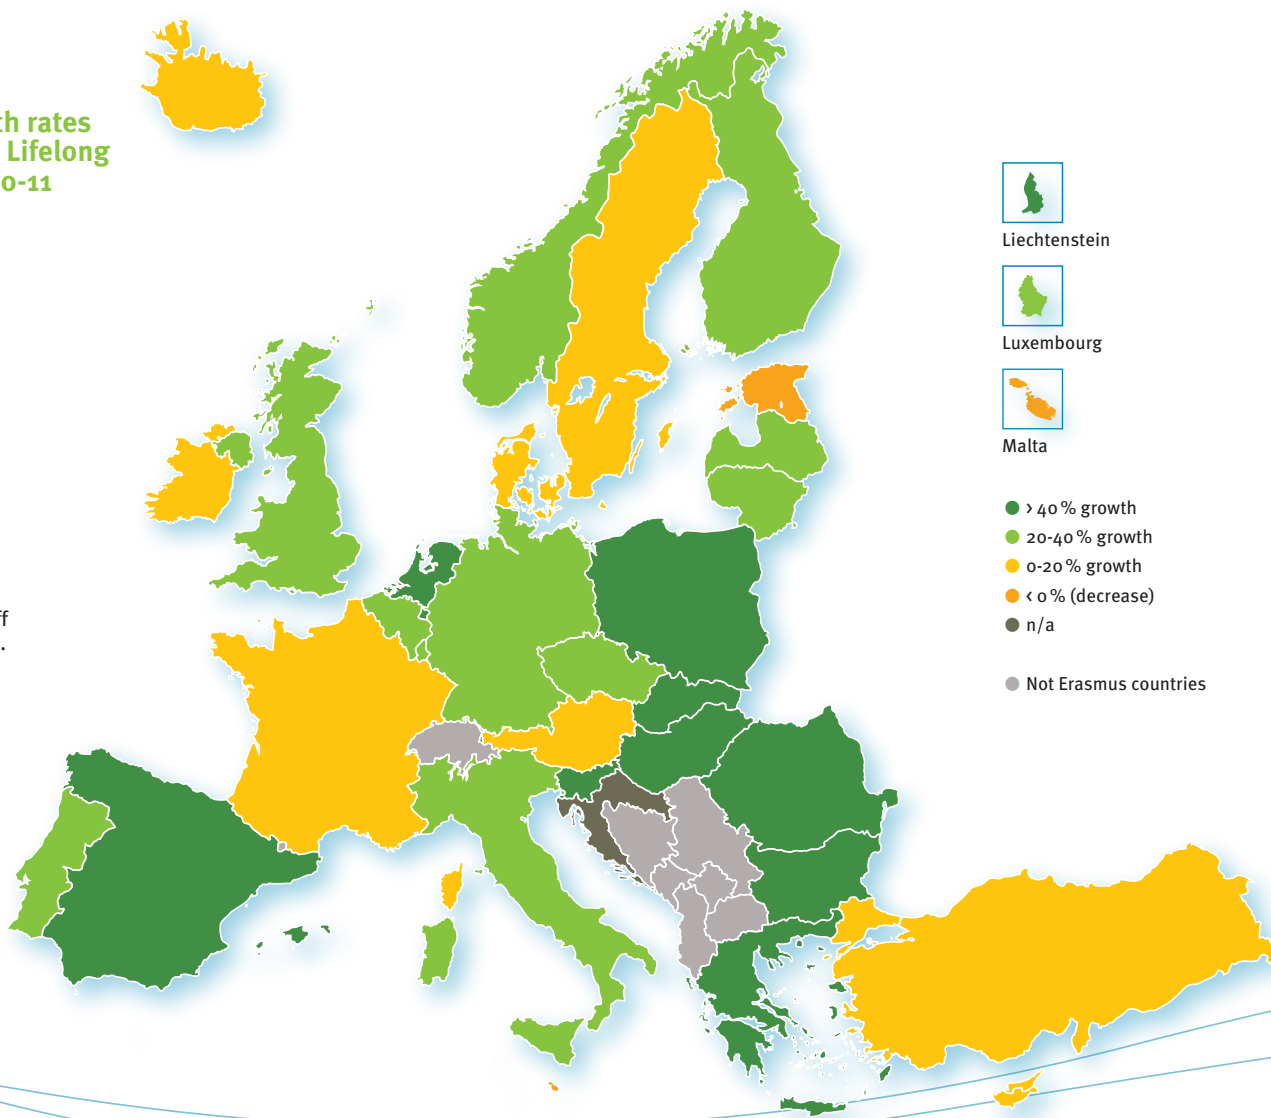 th rates
Lifelong
0-11
ff
.
Liechtenstein
Luxembourg
Malta
> 40 % growth
20-40 % growth
0-20 % growth
< 0 % (decrease)
n/a
Not Erasmus countries